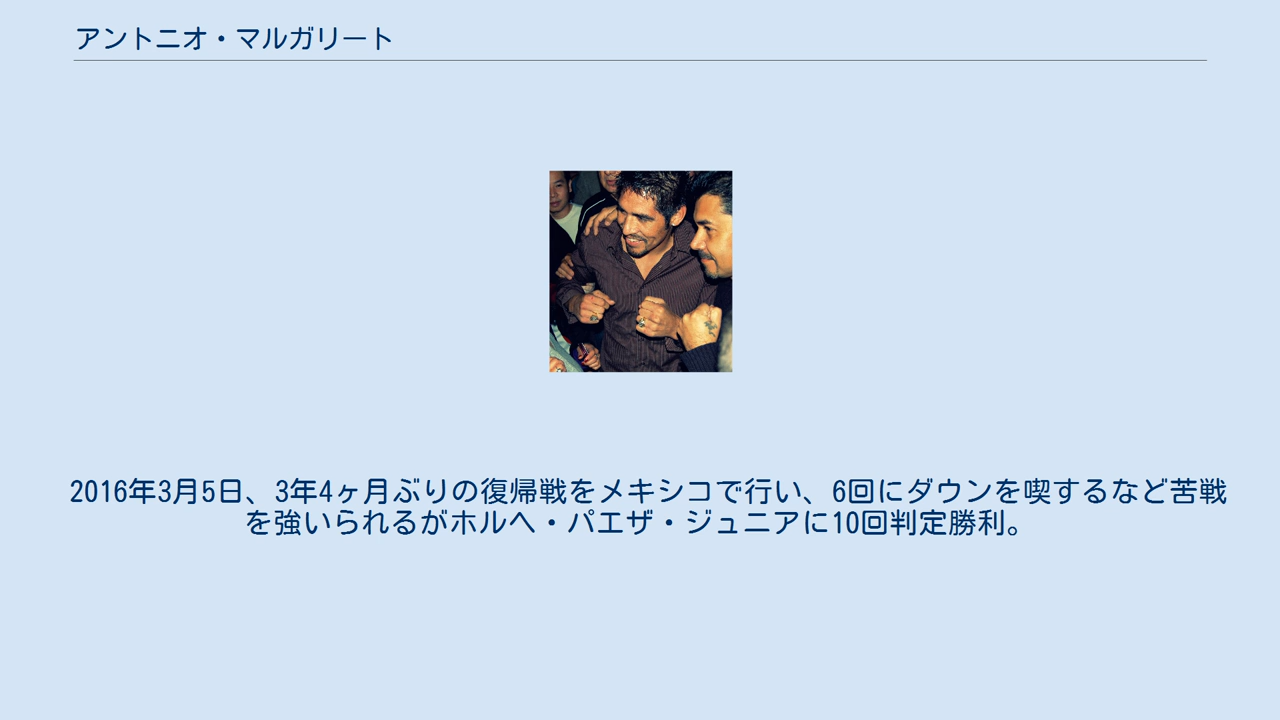 アントニオ・マルガリート
2016年3月5日、3年4ヶ月ぶりの復帰戦をメキシコで行い、6回にダウンを喫するなど苦戦
を強いられるがホルヘ・パエザ・ジュニアに10回判定勝利。